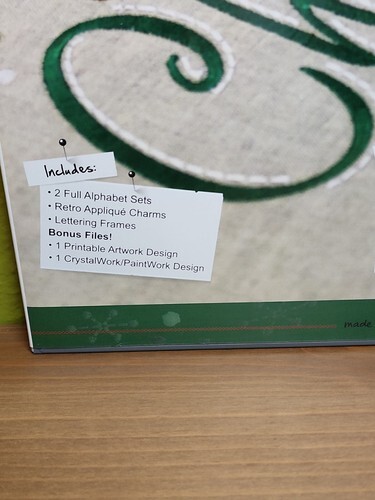 Includes:
• 2 Full Alphabet Sets
• Retro Appliqué Charms
• Lettering Frames
Bonus Files!
• 1 Printable Artwork Design
• 1 CrystalWork/PaintWork Design
made